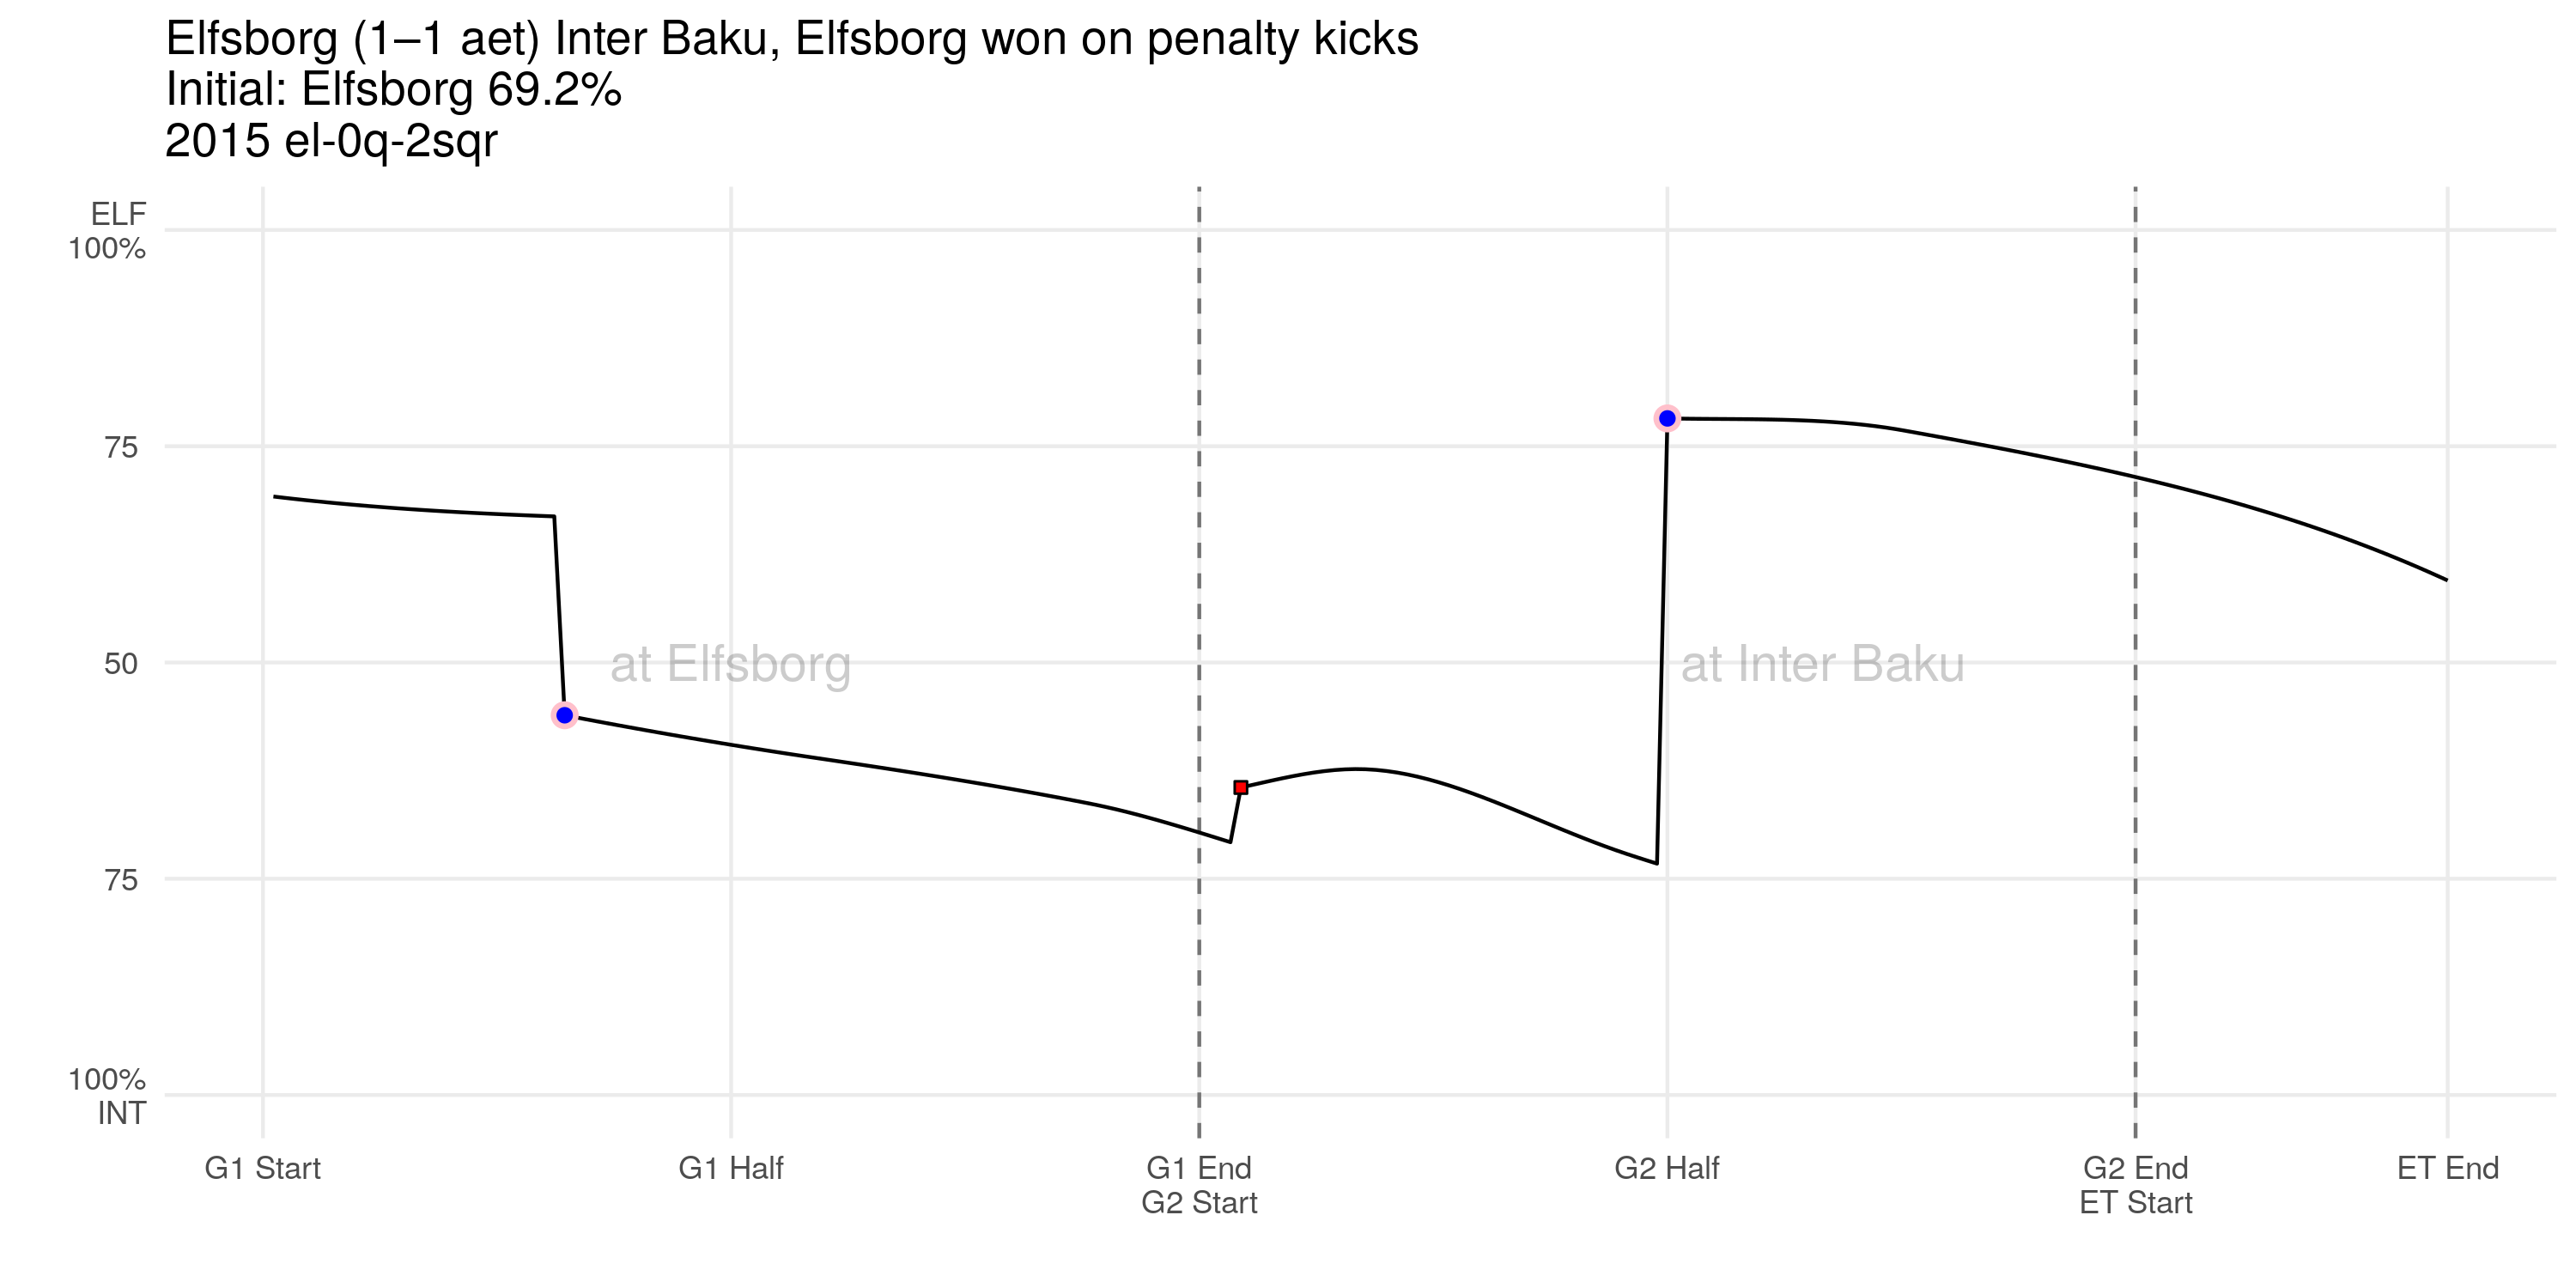 Elfsborg (1–1 aet) Inter Baku, Elfsborg won on penalty kicks
Initial: Elfsborg 69.2%
2015 el-0q-2sqr
ELF
100%
75
50
75
100%
INT
at Elfsborg
at Inter Baku
G1 Start
G1 Half
G1 End
G2 Start
G2 Half
G2 End
ET Start
ET End